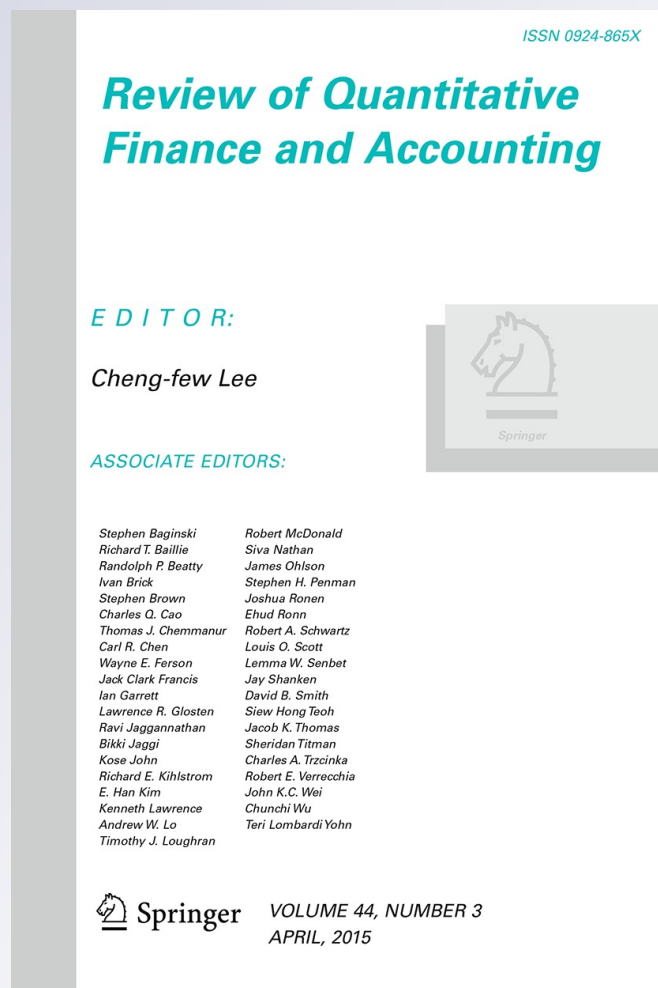 ISSN 0924-865X
Review of Quantitative
Finance and Accounting
EDITOR:
Cheng-few Lee
Springer
ASSOCIATE EDITORS:
Stephen Baginski
Richard T. Baillie
Randolph P. Beatty
Ivan Brick
Stephen Brown
Charles Q. Cao
Thomas J. Chemmanur
Carl R. Chen
Wayne E. Ferson
Jack Clark Francis
Ian Garrett
Lawrence R. Glosten
Ravi Jaggannathan
Bikki Jaggi
Kose John
Richard E. Kihlstrom
E. Han Kim
Kenneth Lawrence
Andrew W. Lo
Timothy J. Loughran
Robert McDonald
Siva Nathan
James Ohlson
Stephen H. Penman
Joshua Ronen
Ehud Ronn
Robert A. Schwartz
Louis O. Scott
Lemma W. Senbet
Jay Shanken
David B. Smith
Siew Hong Teoh
Jacob K. Thomas
Sheridan Titman
Charles A. Trzcinka
Robert E. Verrecchia
John K.C. Wei
Chunchi Wu
Teri Lombardi Yohn
Springer
VOLUME 44, NUMBER 3
APRIL, 2015